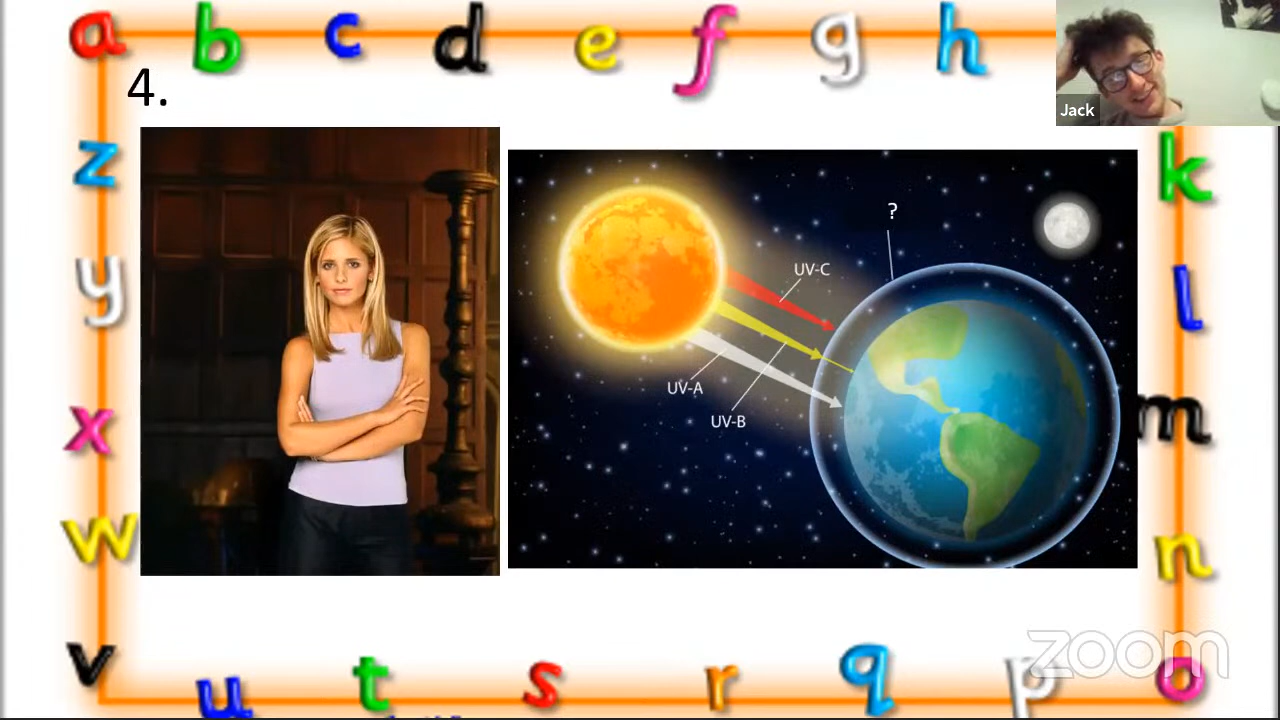 a b c d e f g h
4.
Jack
z k
?
UV-C
y l
UV-A
UV-B
x m
w n
v u t s r q p o
zoom